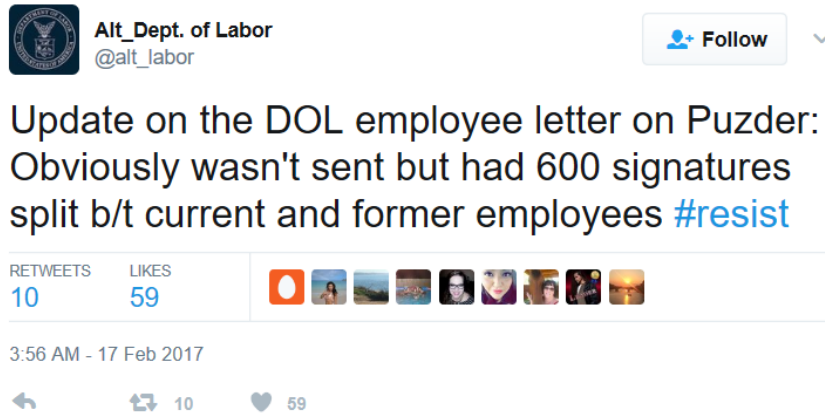 Alt_Dept. of Labor
@alt_labor
Follow
Update on the DOL employee letter on Puzder:
Obviously wasn't sent but had 600 signatures
split b/t current and former employees #resist
RETWEETS LIKES
10 59
3:56 AM - 17 Feb 2017
10 59